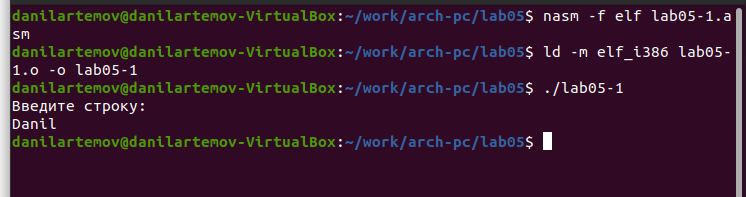 danilartemov@danilartemov-VirtualBox:~/work/arch-pc/lab05$ nasm -f elf lab05-1.a
sm
danilartemov@danilartemov-VirtualBox:~/work/arch-pc/lab05$ ld -m elf_i386 lab05-
1.o -o lab05-1
danilartemov@danilartemov-VirtualBox:~/work/arch-pc/lab05$ ./lab05-1
Введите строку:
Danil
danilartemov@danilartemov-VirtualBox:~/work/arch-pc/lab05$